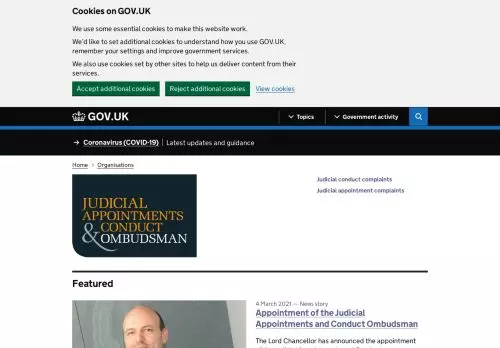 Cookies on GOV.UK
We use some essential cookies to make this website work.
We'd like to set additional cookies to understand how you use GOV.UK,
remember your settings and improve government services.
We also use cookies set by other sites to help us deliver content from their
services.
Accept additional cookies Reject additional cookies View cookies
GOV.UK Topics Government activity
→ Coronavirus (COVID-19) Latest updates and guidance
Home > Organisations
JUDICIAL
APPOINTMENTS
CONDUCT
& OMBUDSMAN
Judicial conduct complaints
Judicial appointment complaints
Featured
4 March 2021 — News story
Appointment of the Judicial
Appointments and Conduct Ombudsman
The Lord Chancellor has announced the appointment